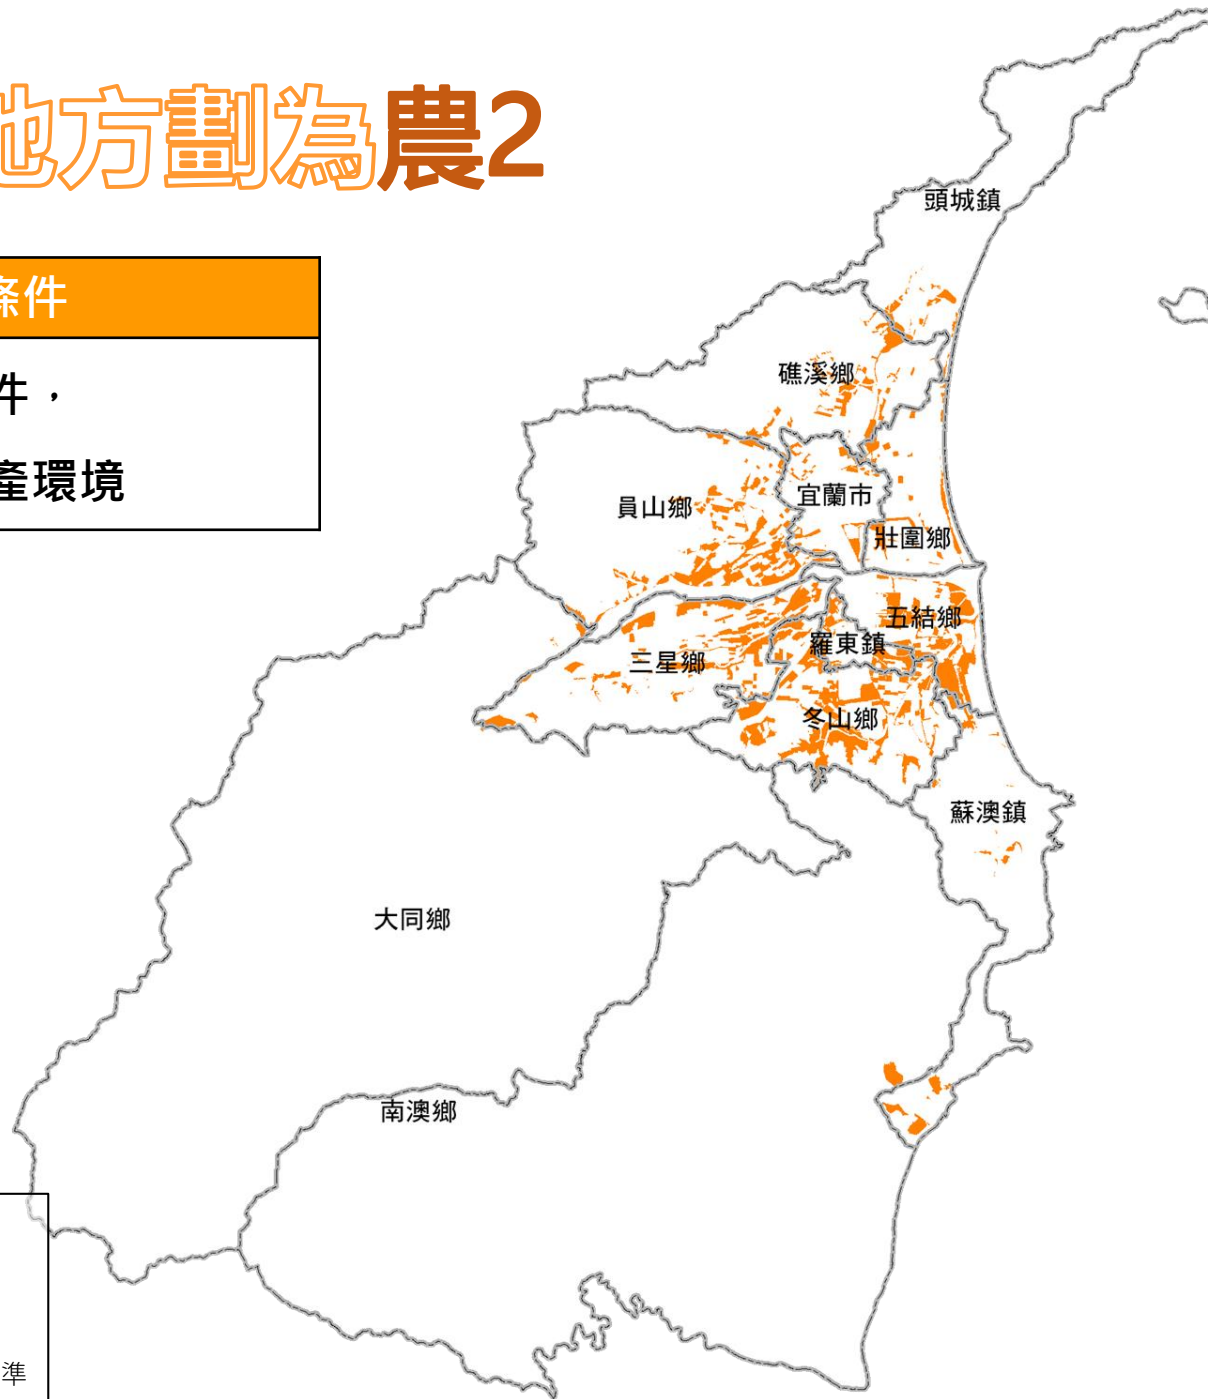 地方劃為農2
條件
件，
產環境
頭城鎮
礁溪鄉
宜蘭市
員山鄉
壯圍鄉
五結鄉
羅東鎮
三星鄉
冬山鄉
蘇澳鎮
大同鄉
南澳鄉
準